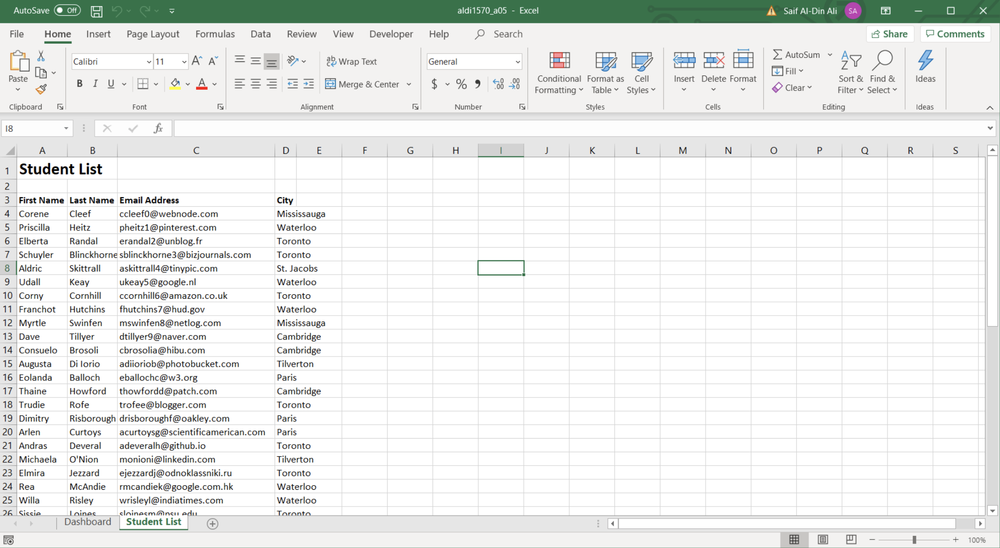 AutoSave Off
aldi1570_a05 - Excel
Saif Al-Din Ali SA
File Home Insert Page Layout Formulas Data Review View Developer Help Search
Share Comments
Paste
Clipboard
Calibri 11
B I U A
Font
ab Wrap Text
Merge & Center
Alignment
General
$ % 9 .00 .00
Number
Conditional Formatting
Format as Table
Cell Styles
Styles
Insert Delete Format
Cells
AutoSum
Fill
Clear
Sort & Filter
Find & Select
Editing
Ideas
Ideas
I8 fx
A B C D E F G H I J K L M N O P Q R S
1 Student List
2
3 First Name Last Name Email Address City
4 Corene Cleef ccleef0@webnode.com Mississauga
5 Priscilla Heitz pheitz1@pinterest.com Waterloo
6 Elberta Randal erandal2@unblog.fr Toronto
7 Schuyler Blinckhorne sblinckhorne3@bizjournals.com Toronto
8 Aldric Skittrall askittrall4@tinypic.com St. Jacobs
9 Udall Keay ukeay5@google.nl Waterloo
10 Corny Cornhill ccornhill6@amazon.co.uk Toronto
11 Franchot Hutchins fhutchins7@hud.gov Waterloo
12 Myrtle Swinfen mswinfen8@netlog.com Mississauga
13 Dave Tillyer dtillyer9@naver.com Cambridge
14 Consuelo Brosoli cbrosolia@hibu.com Cambridge
15 Augusta Di Iorio adiioriob@photobucket.com Tilverton
16 Eolanda Balloch eballochc@w3.org Paris
17 Thaine Howford thowfordd@patch.com Cambridge
18 Trudie Rofe trofee@blogger.com Toronto
19 Dimitry Risborough drisboroughf@oakley.com Paris
20 Arlen Curtoys acurtoysg@scientificamerican.com Paris
21 Andras Deveral adeveralh@github.io Toronto
22 Michaela O'Nion monioni@linkedin.com Tilverton
23 Elmira Jezzard ejezzardj@odnoklassniki.ru Toronto
24 Rea McAndie rmcandiek@google.com.hk Waterloo
25 Willa Risley wrisleyl@indiatimes.com Waterloo
26 Sissie Loines sloinesm@psu.edu Toronto
Dashboard Student List
100%